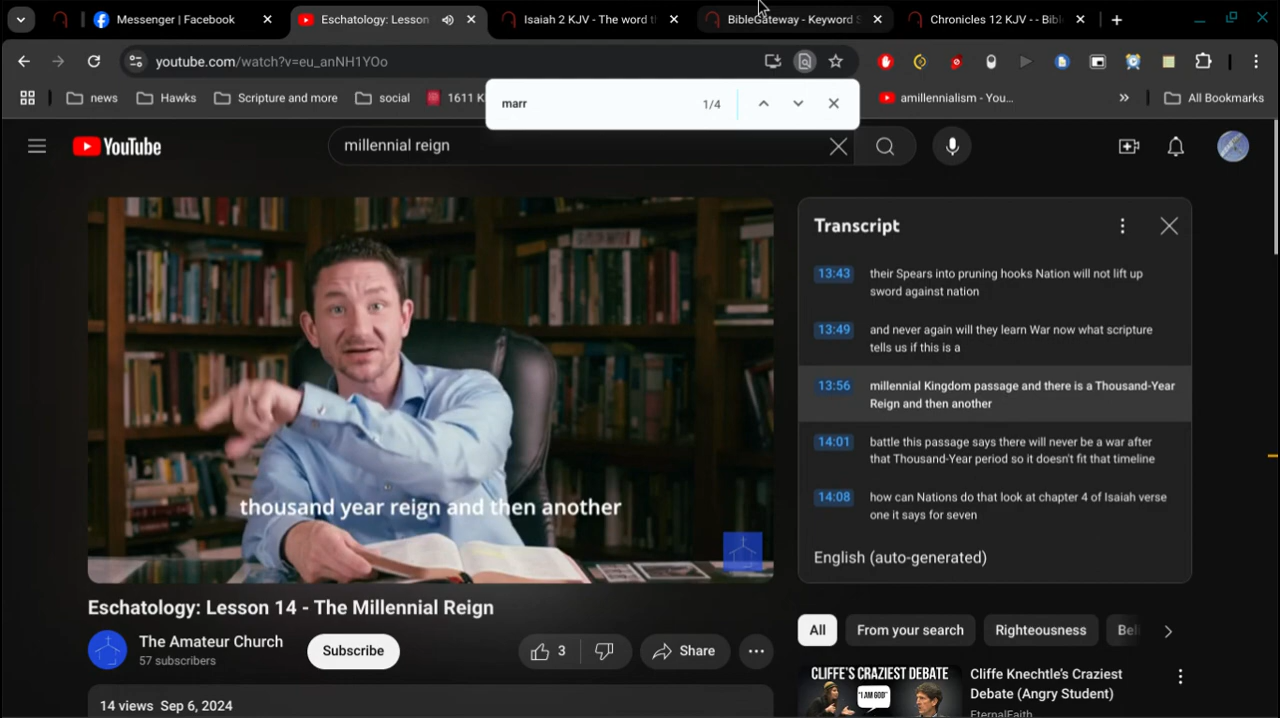 Messenger | Facebook
Eschatology: Lesson
Isaiah 2 KJV - The word t
BibleGateway - Keyword S
Chronicles 12 KJV - - Bibl
youtube.com/watch?v=eu_anNH1YOo
news
Hawks
Scripture and more
social
1611 K
marr
1/4
amillennialism - You...
All Bookmarks
YouTube
millennial reign
Transcript
13:43
their Spears into pruning hooks Nation will not lift up
sword against nation
13:49
and never again will they learn War now what scripture
tells us if this is a
13:56
millennial Kingdom passage and there is a Thousand-Year
Reign and then another
14:01
battle this passage says there will never be a war after
that Thousand-Year period so it doesn't fit that timeline
14:08
how can Nations do that look at chapter 4 of Isaiah verse
one it says for seven
English (auto-generated)
thousand year reign and then another
Eschatology: Lesson 14 - The Millennial Reign
The Amateur Church
57 subscribers
Subscribe
3
Share
14 views Sep 6, 2024
All
From your search
Righteousness
Bel
CLIFFE'S CRAZIEST DEBATE
"I AM GOD"
Cliffe Knechtle's Craziest
Debate (Angry Student)
EternalFaith